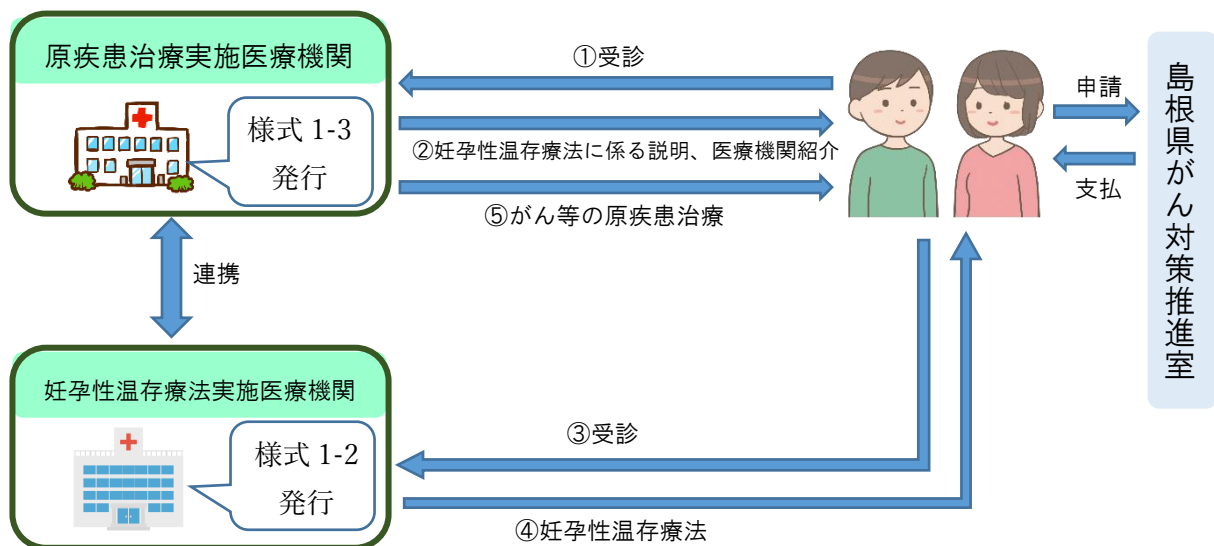 原疾患治療実施医療機関
様式 1-3
発行
①受診
②妊孕性温存療法に係る説明、医療機関紹介
⑤がん等の原疾患治療
申請
支払
島根県がん対策推進室
連携
妊孕性温存療法実施医療機関
様式 1-2
発行
③受診
④妊孕性温存療法